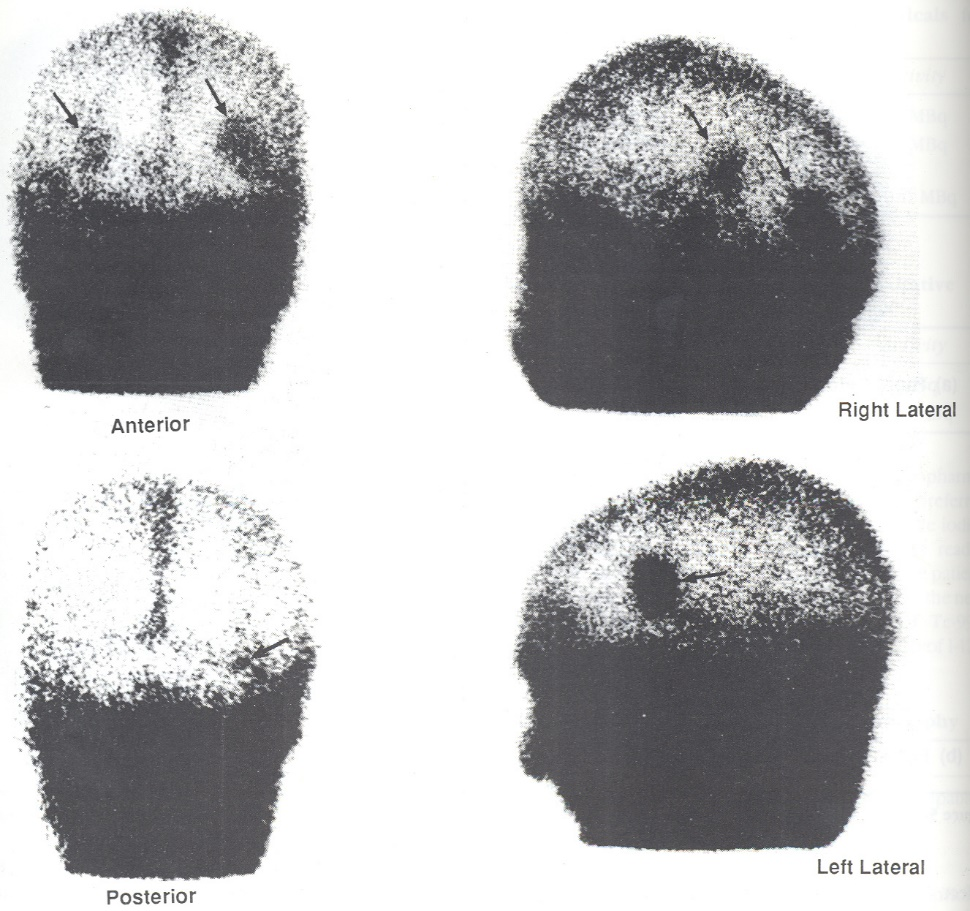 Anterior
Right Lateral
Posterior
Left Lateral